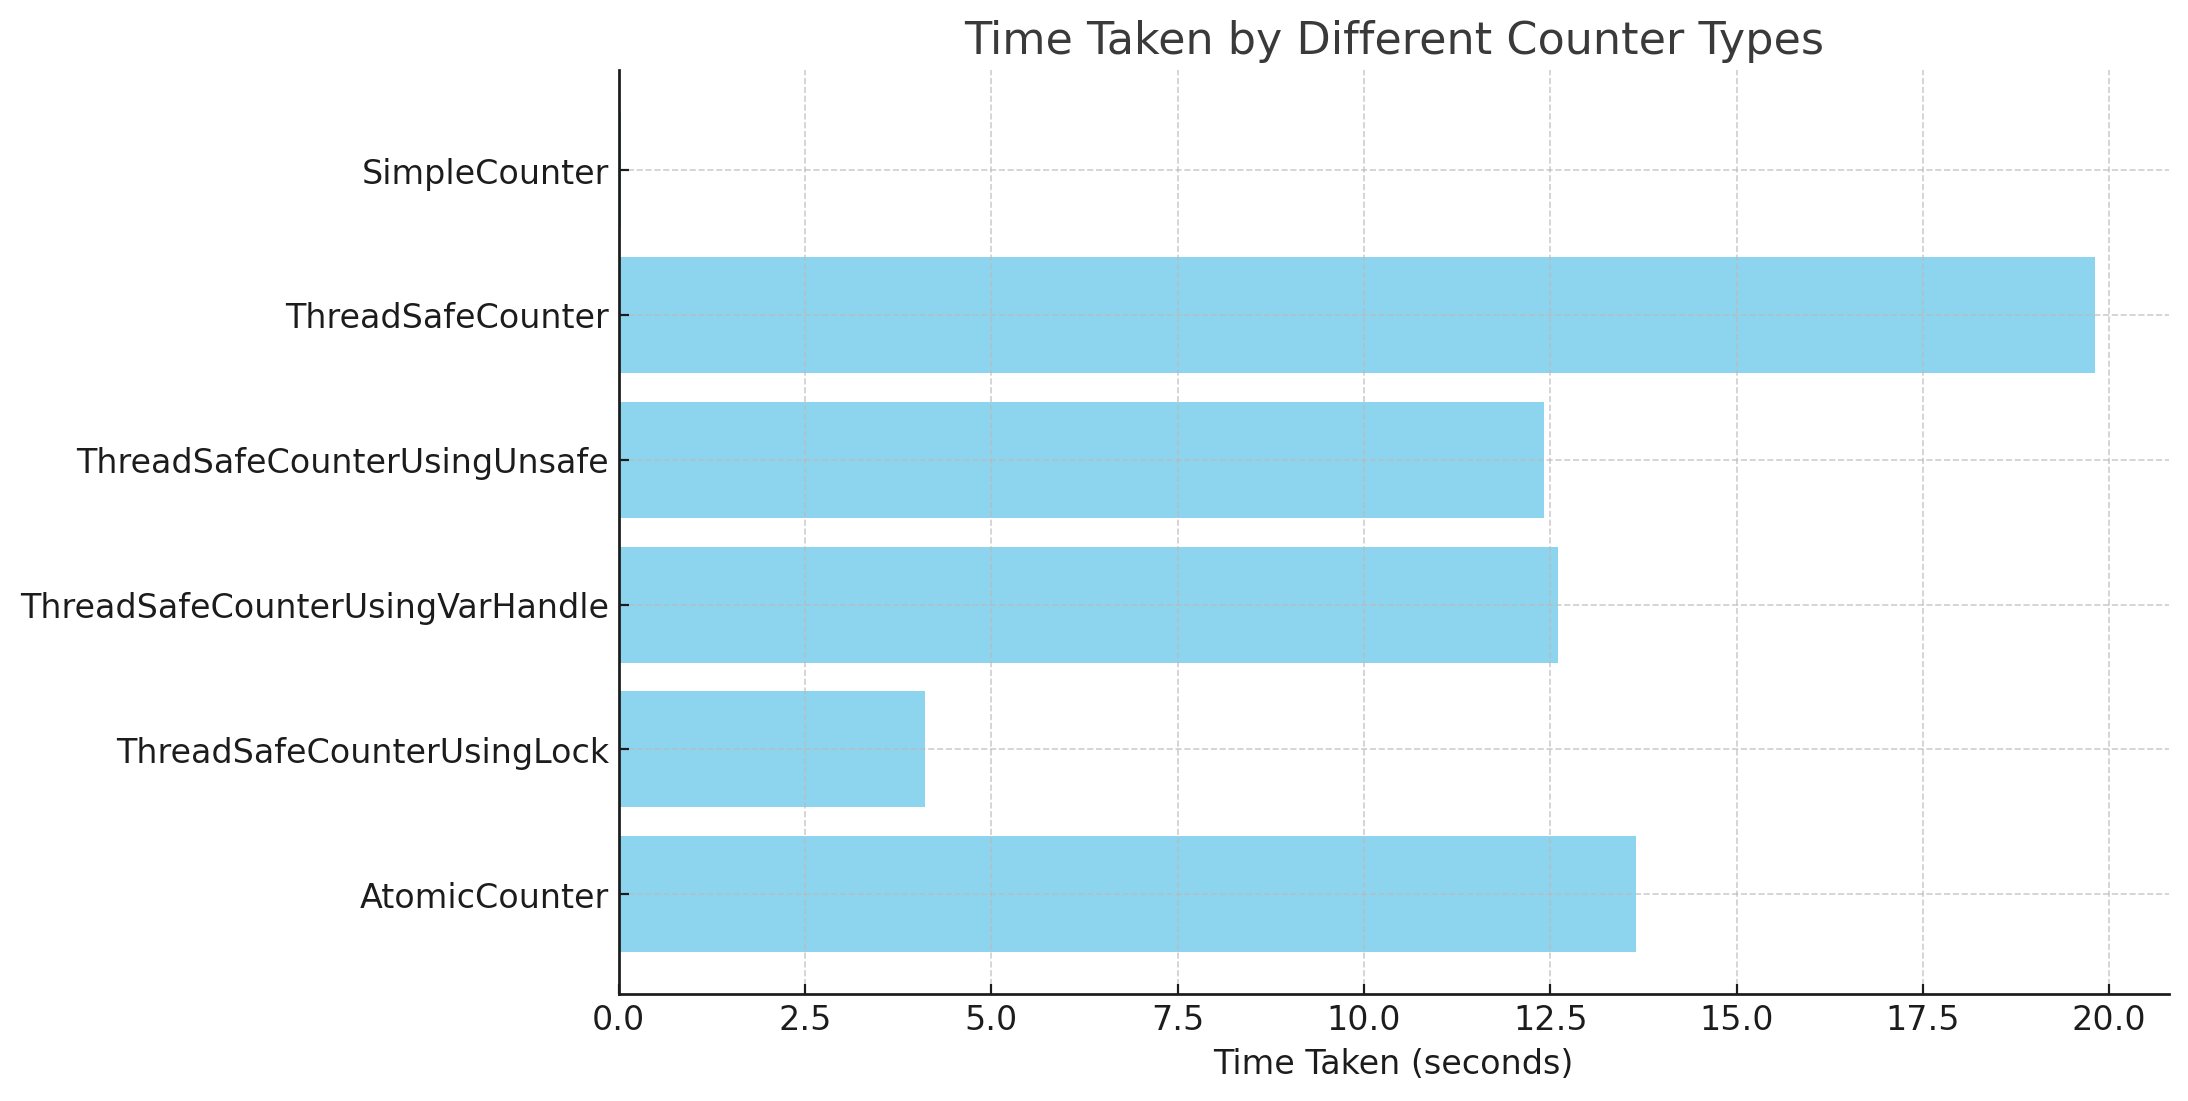 Time Taken by Different Counter Types
SimpleCounter
ThreadSafeCounter
ThreadSafeCounterUsingUnsafe
ThreadSafeCounterUsingVarHandle
ThreadSafeCounterUsingLock
AtomicCounter
0.0 2.5 5.0 7.5 10.0 12.5 15.0 17.5 20.0
Time Taken (seconds)